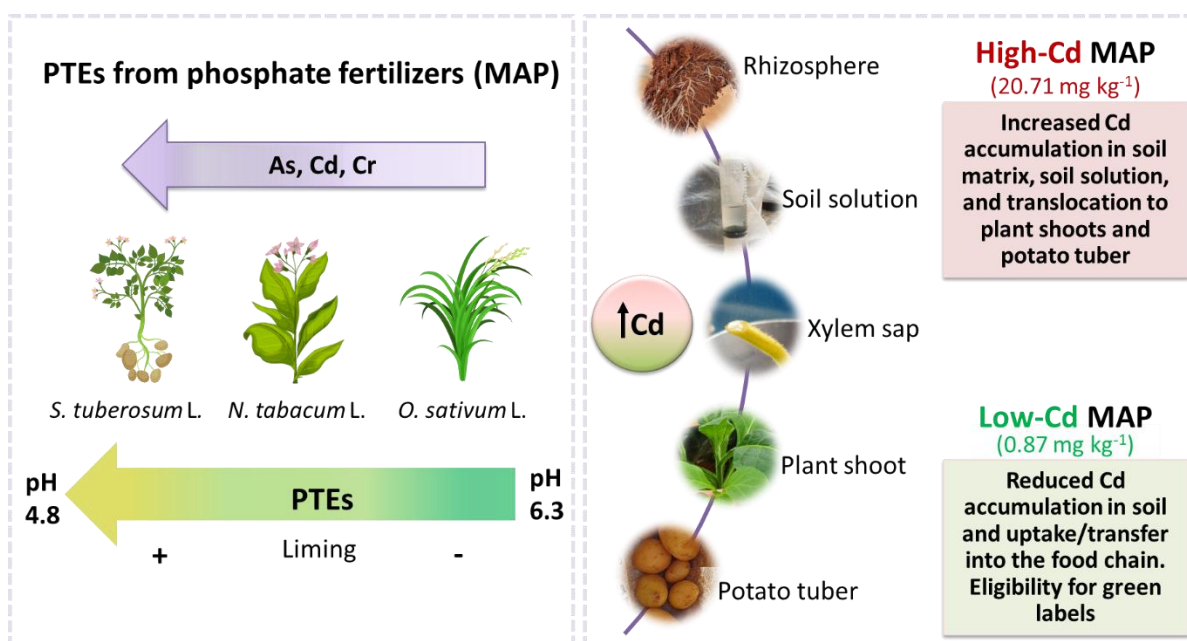 PTEs from phosphate fertilizers (MAP)
As, Cd, Cr
S. tuberosum L.
N. tabacum L.
O. sativum L.
pH
4.8
PTEs
pH
6.3
+
Liming
-
Rhizosphere
Soil solution
↑Cd
Xylem sap
Plant shoot
Potato tuber
High-Cd MAP
(20.71 mg kg⁻¹)
Increased Cd
accumulation in soil
matrix, soil solution,
and translocation to
plant shoots and
potato tuber
Low-Cd MAP
(0.87 mg kg⁻¹)
Reduced Cd
accumulation in soil
and uptake/transfer
into the food chain.
Eligibility for green
labels